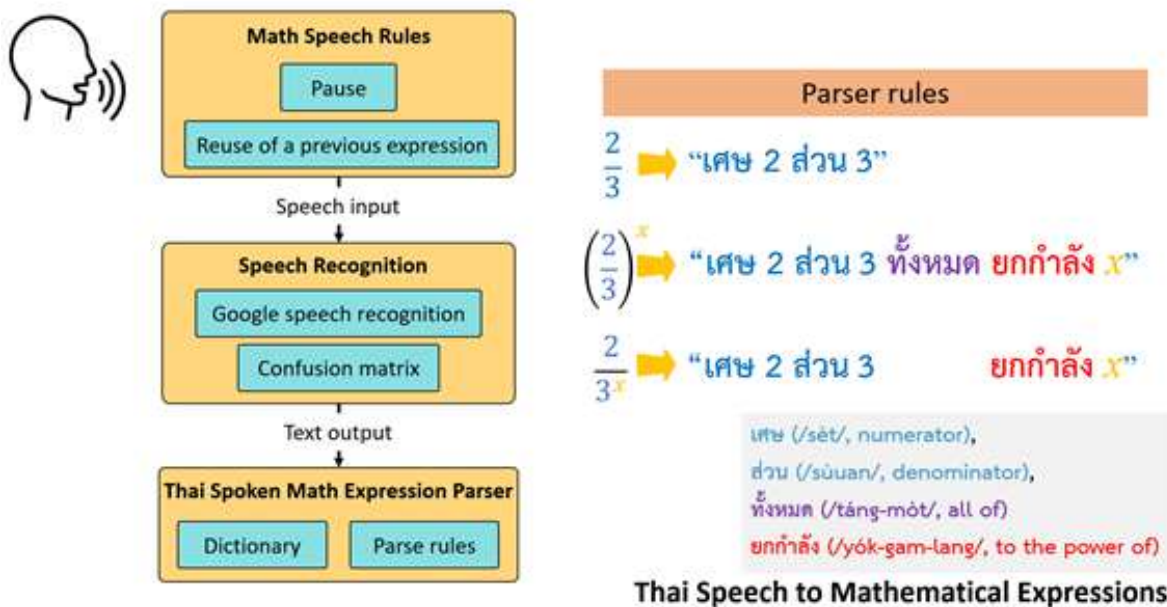 Math Speech Rules
Pause
Reuse of a previous expression
Speech input
Speech Recognition
Google speech recognition
Confusion matrix
Text output
Thai Spoken Math Expression Parser
Dictionary
Parse rules
Parser rules
2/3 “เศษ 2 ส่วน 3”
(2/3)^x “เศษ 2 ส่วน 3 ทั้งหมด ยกกำลัง x”
2/3^x “เศษ 2 ส่วน 3 ยกกำลัง x”
เศษ (/sèt/, numerator),
ส่วน (/sùuan/, denominator),
ทั้งหมด (/táng-mòt/, all of)
ยกกำลัง (/yók-gam-lang/, to the power of)
Thai Speech to Mathematical Expressions